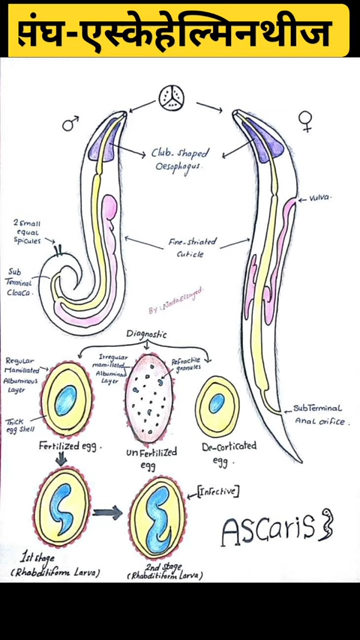 संघ-एस्केहेल्मिनथीज
♂
♀
Club-shaped
Oesophagus.
Vulva.
2 Small
equal
Spicules
Fine-striated
Cuticle
Sub
Terminal
Cloaca.
Diagnostic
Regular
Mamillated
Albuminous
Layer
Irregular
mamillated
Albuminous
Layer
Refractile
granules
Thick
egg shell
SubTerminal
Anal orifice.
Fertilized egg.
unFertilized
egg
De-corticated
egg.
[Infective]
ASCARIS
1st stage
(Rhabditiform Larva)
2nd stage
(Rhabditiform Larva)